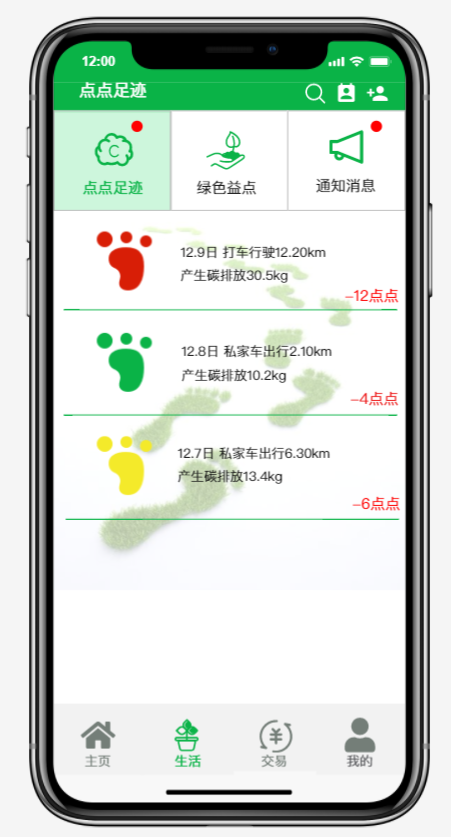 12:00
点点足迹
C
点点足迹
绿色益点
通知消息
12.9日 打车行驶12.20km
产生碳排放30.5kg
-12点点
12.8日 私家车出行2.10km
产生碳排放10.2kg
-4点点
12.7日 私家车出行6.30km
产生碳排放13.4kg
-6点点
¥
主页
生活
交易
我的